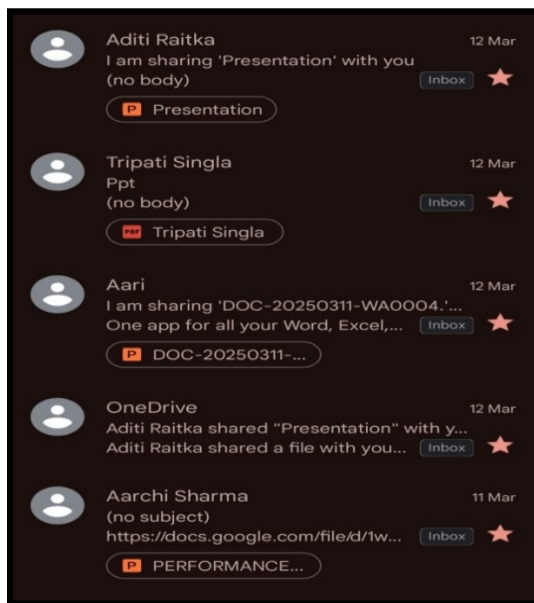 Aditi Raitka 12 Mar
I am sharing 'Presentation' with you
(no body) Inbox
P Presentation
Tripati Singla 12 Mar
Ppt
(no body) Inbox
PDF Tripati Singla
Aari 12 Mar
I am sharing 'DOC-20250311-WA0004.'...
One app for all your Word, Excel,... Inbox
P DOC-20250311-...
OneDrive 12 Mar
Aditi Raitka shared "Presentation" with y...
Aditi Raitka shared a file with you... Inbox
Aarchi Sharma 11 Mar
(no subject)
https://docs.google.com/file/d/1w... Inbox
P PERFORMANCE...